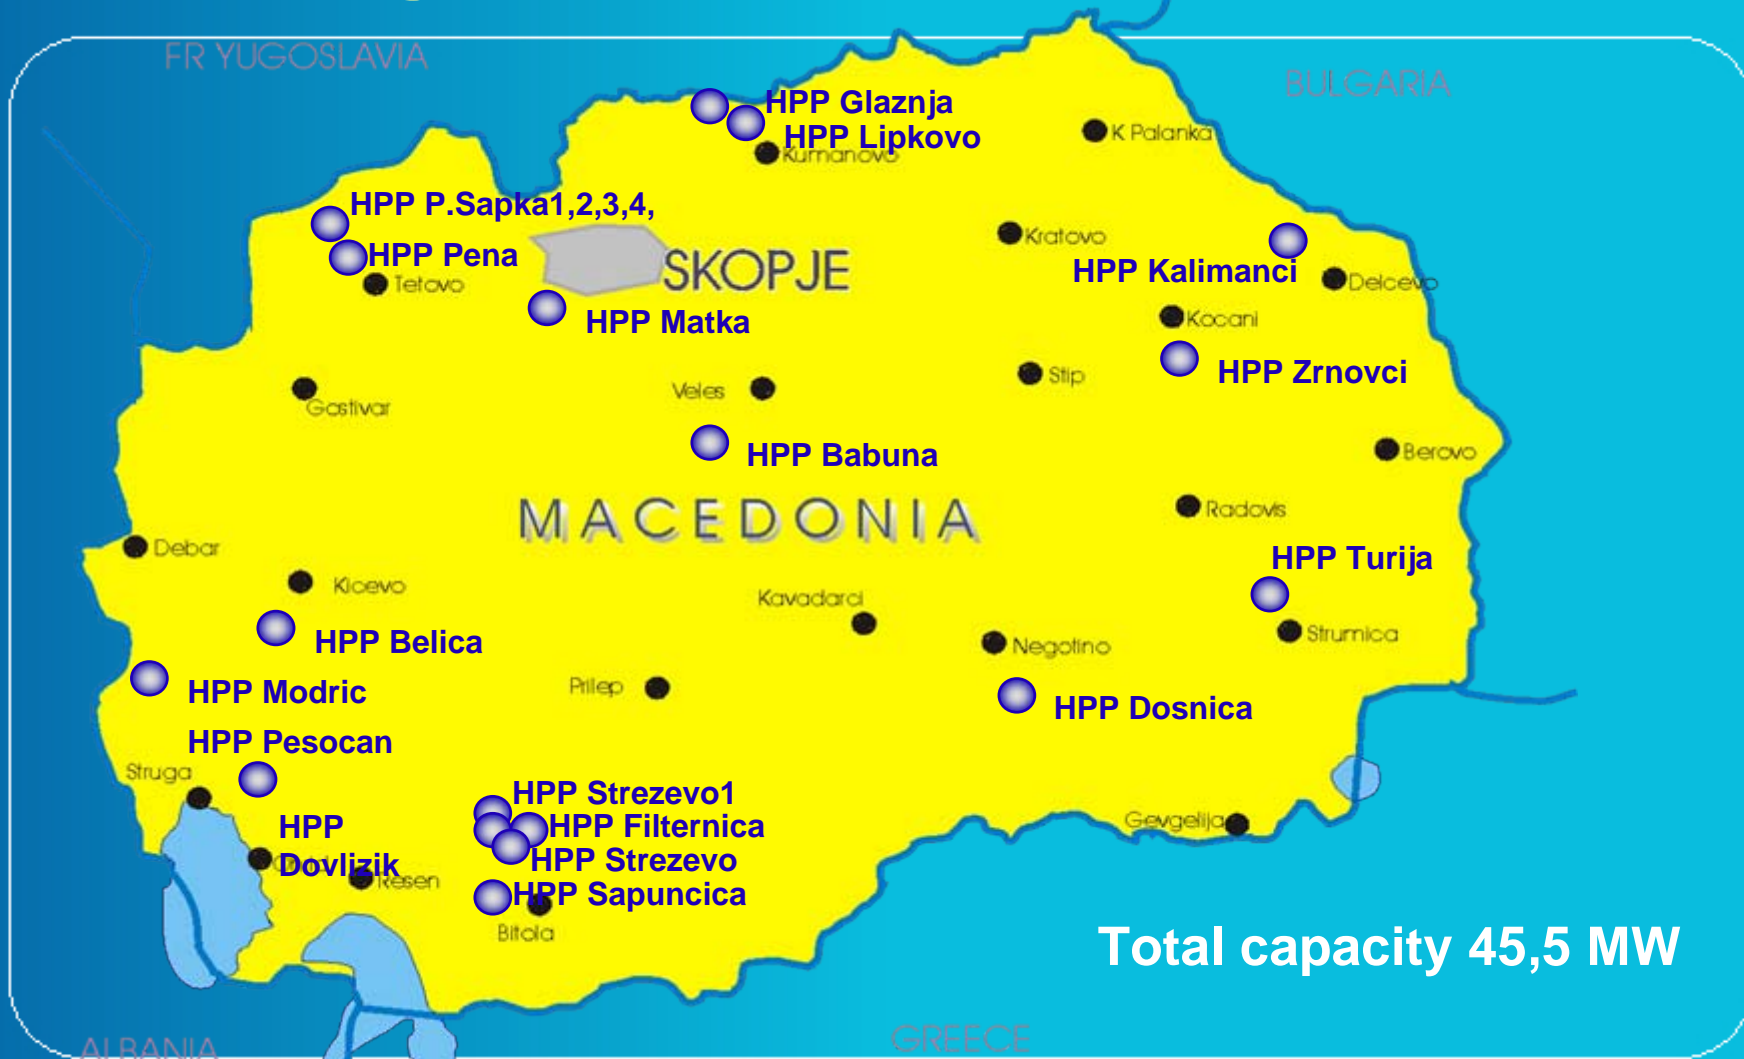 FR YUGOSLAVIA
BULGARIA
HPP Glaznja
HPP Lipkovo
K Palanka
Kumanovo
HPP P.Sapka1,2,3,4,
HPP Pena
Tetovo
SKOPJE
Kratovo
HPP Kalimanci
Delcevo
HPP Matka
Kocani
HPP Zrnovci
Gostivar
Veles
Stip
HPP Babuna
Berovo
MACEDONIA
Radovis
Debar
HPP Turija
Kicevo
Kavadarci
Strumica
HPP Belica
Negotino
HPP Modric
Prilep
HPP Dosnica
HPP Pesocan
Struga
HPP Strezevo1
HPP
Dovlizik
HPP Filternica
Gevgelija
HPP Strezevo
Resen
HPP Sapuncica
Bitola
Total capacity 45,5 MW
ALBANIA
GREECE